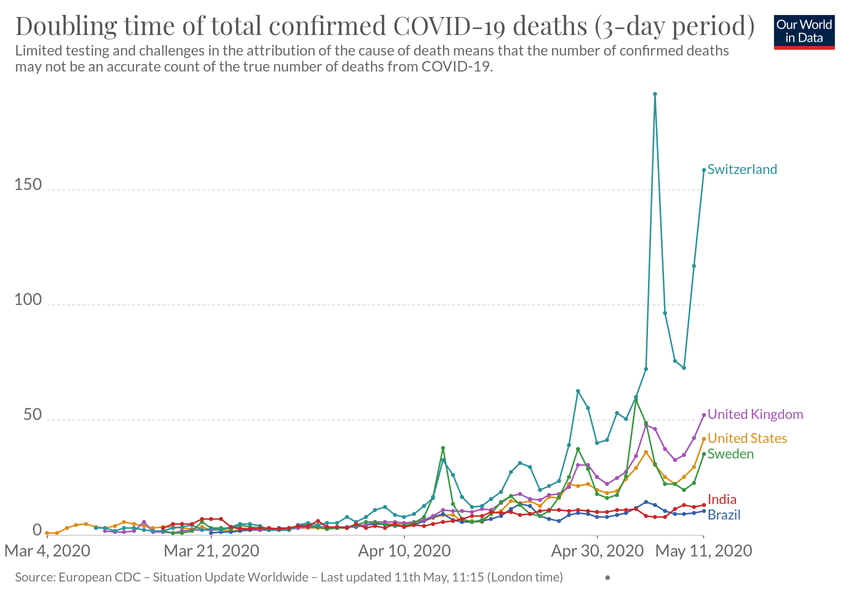 Doubling time of total confirmed COVID-19 deaths (3-day period)
Our World
in Data
Limited testing and challenges in the attribution of the cause of death means that the number of confirmed deaths
may not be an accurate count of the true number of deaths from COVID-19.
150
Switzerland
100
50
United Kingdom
United States
Sweden
India
Brazil
0
Mar 4, 2020
Mar 21, 2020
Apr 10, 2020
Apr 30, 2020
May 11, 2020
Source: European CDC – Situation Update Worldwide – Last updated 11th May, 11:15 (London time)